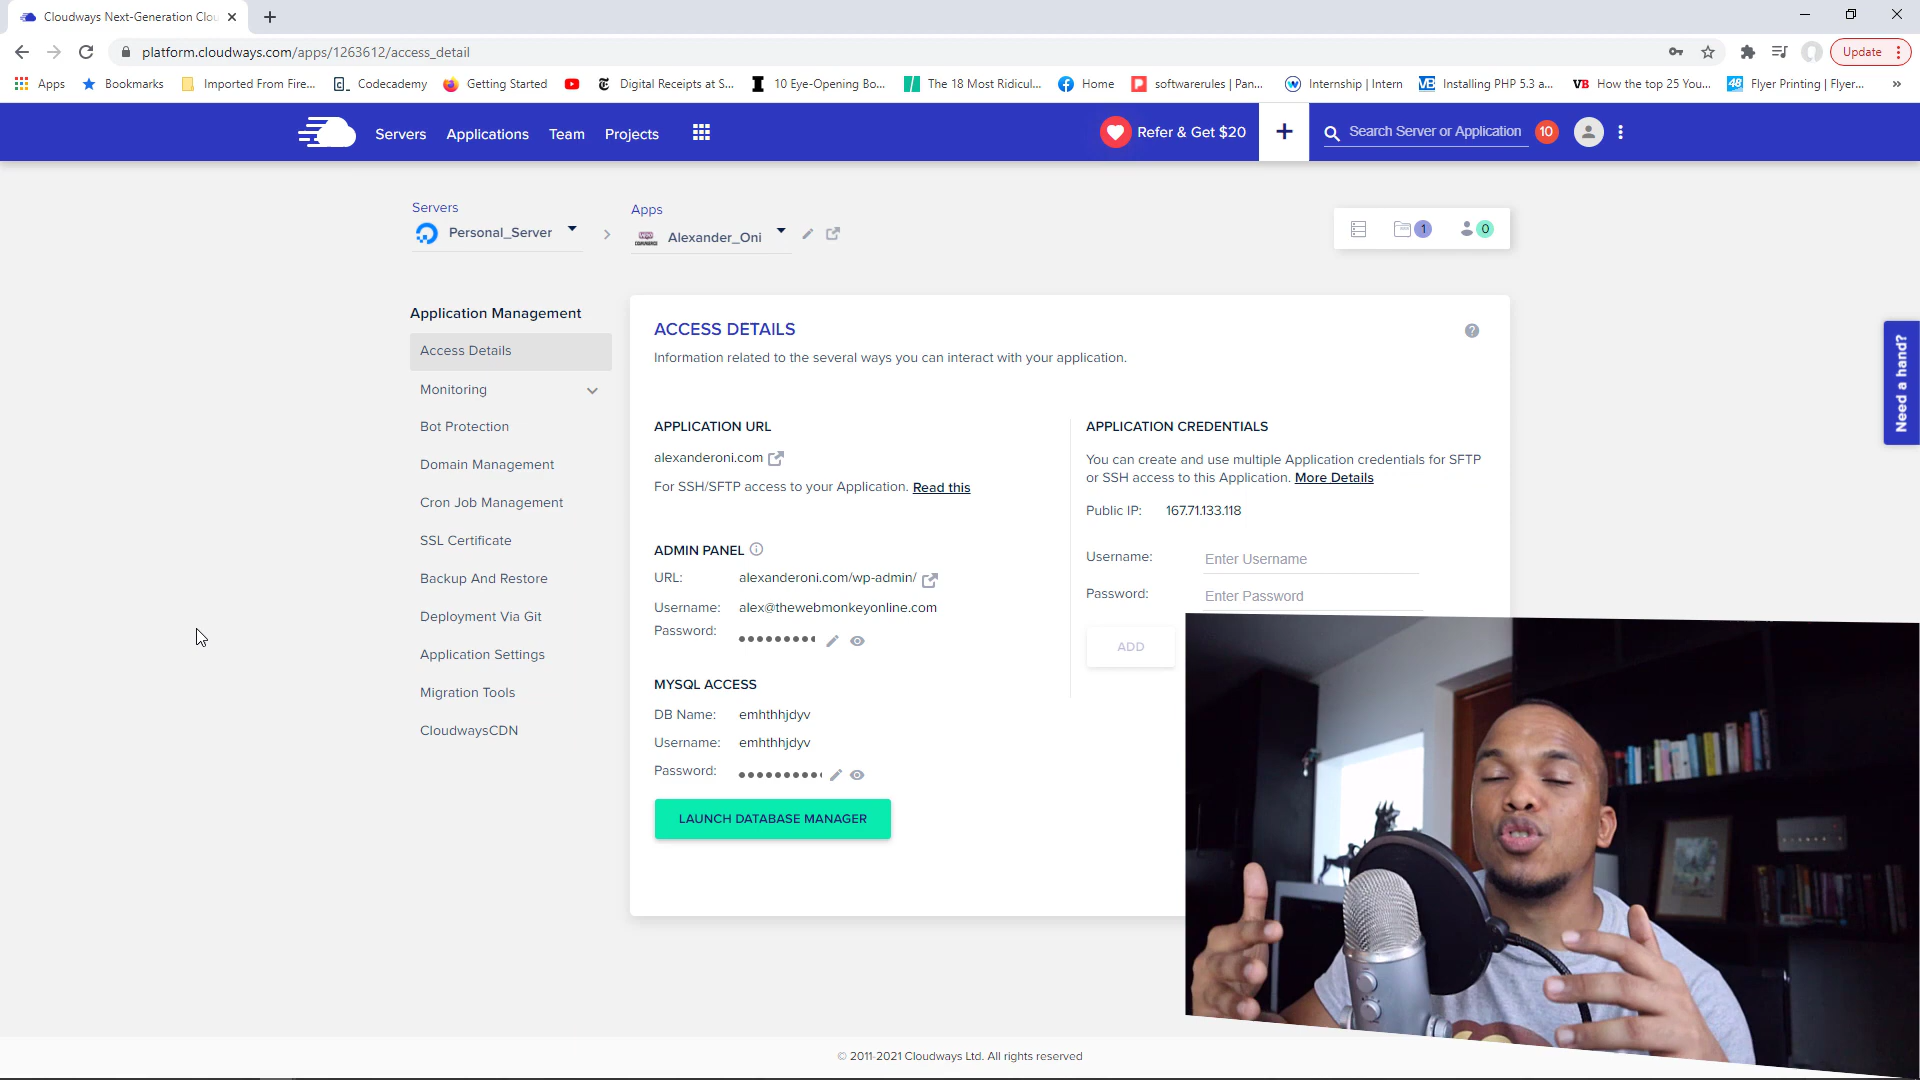 Cloudways Next-Generation Clou
platform.cloudways.com/apps/1263612/access_detail
Update
Apps
Bookmarks
Imported From Fire...
Codecademy
Getting Started
Digital Receipts at S...
10 Eye-Opening Bo...
The 18 Most Ridicul...
Home
softwarerules | Pan...
Internship | Intern
Installing PHP 5.3 a...
VB How the top 25 You...
Flyer Printing | Flyer...
Servers
Applications
Team
Projects
Refer & Get $20
+
Search Server or Application
10
Servers
Personal_Server
Apps
Alexander_Oni
1
0
Application Management
Access Details
Monitoring
Bot Protection
Domain Management
Cron Job Management
SSL Certificate
Backup And Restore
Deployment Via Git
Application Settings
Migration Tools
CloudwaysCDN
ACCESS DETAILS
Information related to the several ways you can interact with your application.
APPLICATION URL
alexanderoni.com
For SSH/SFTP access to your Application. Read this
ADMIN PANEL
URL: alexanderoni.com/wp-admin/
Username: alex@thewebmonkeyonline.com
Password:
MYSQL ACCESS
DB Name: emhthhjdyv
Username: emhthhjdyv
Password:
LAUNCH DATABASE MANAGER
APPLICATION CREDENTIALS
You can create and use multiple Application credentials for SFTP
or SSH access to this Application. More Details
Public IP: 167.71.133.118
Username: Enter Username
Password: Enter Password
ADD
Need a hand?
© 2011-2021 Cloudways Ltd. All rights reserved